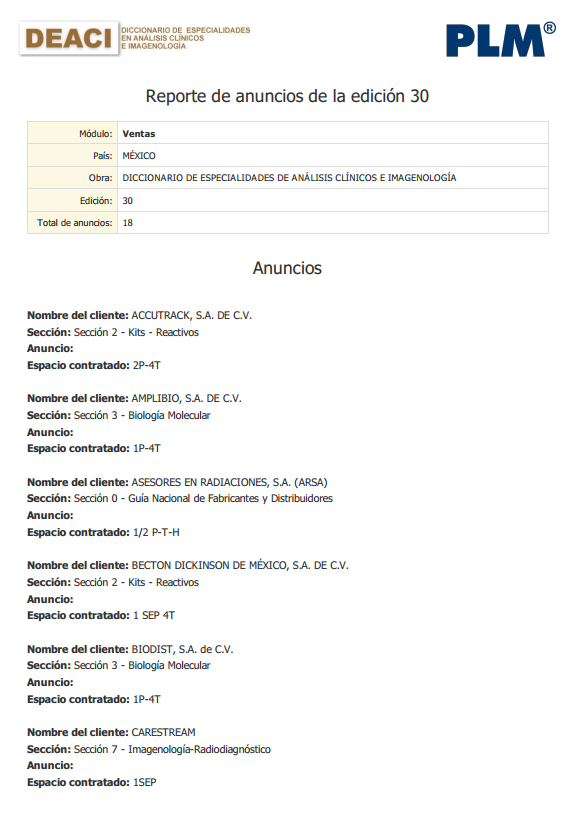 DEACI
DICCIONARIO DE ESPECIALIDADES
EN ANÁLISIS CLÍNICOS
E IMAGENOLOGÍA
PLM®
Reporte de anuncios de la edición 30
Módulo: Ventas
País: MÉXICO
Obra: DICCIONARIO DE ESPECIALIDADES DE ANÁLISIS CLÍNICOS E IMAGENOLOGÍA
Edición: 30
Total de anuncios: 18
Anuncios
Nombre del cliente: ACCUTRACK, S.A. DE C.V.
Sección: Sección 2 - Kits - Reactivos
Anuncio:
Espacio contratado: 2P-4T
Nombre del cliente: AMPLIBIO, S.A. DE C.V.
Sección: Sección 3 - Biología Molecular
Anuncio:
Espacio contratado: 1P-4T
Nombre del cliente: ASESORES EN RADIACIONES, S.A. (ARSA)
Sección: Sección 0 - Guía Nacional de Fabricantes y Distribuidores
Anuncio:
Espacio contratado: 1/2 P-T-H
Nombre del cliente: BECTON DICKINSON DE MÉXICO, S.A. DE C.V.
Sección: Sección 2 - Kits - Reactivos
Anuncio:
Espacio contratado: 1 SEP 4T
Nombre del cliente: BIODIST, S.A. de C.V.
Sección: Sección 3 - Biología Molecular
Anuncio:
Espacio contratado: 1P-4T
Nombre del cliente: CARESTREAM
Sección: Sección 7 - Imagenología-Radiodiagnóstico
Anuncio:
Espacio contratado: 1SEP